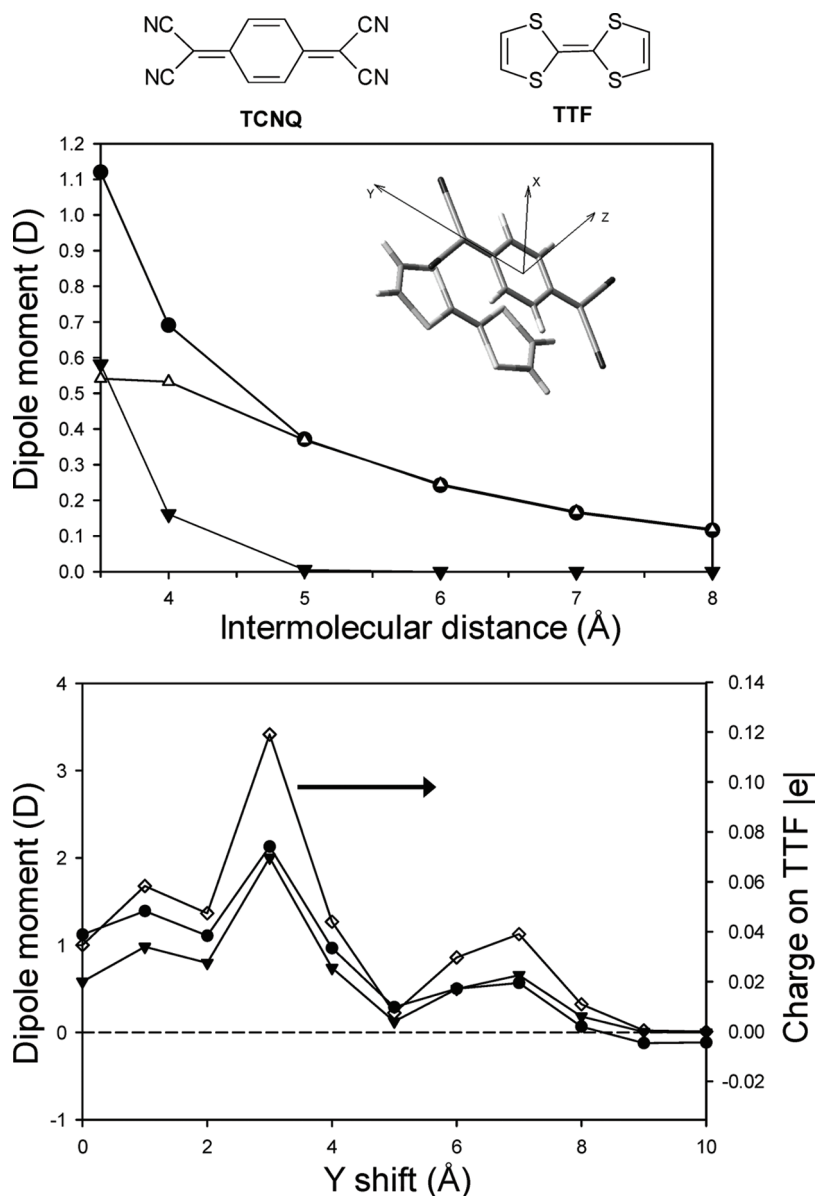 CN CN S S
NC NC CN S S
TCNQ TTF
1.2
1.1
1.0
0.9
0.8
0.7
0.6
0.5
0.4
0.3
0.2
0.1
0.0
Dipole moment (D)
Y X Z
4 5 6 7 8
Intermolecular distance (Å)
4
3
2
1
0
-1
Dipole moment (D)
0.14
0.12
0.10
0.08
0.06
0.04
0.02
0.00
-0.02
Charge on TTF |e|
0 2 4 6 8 10
Y shift (Å)